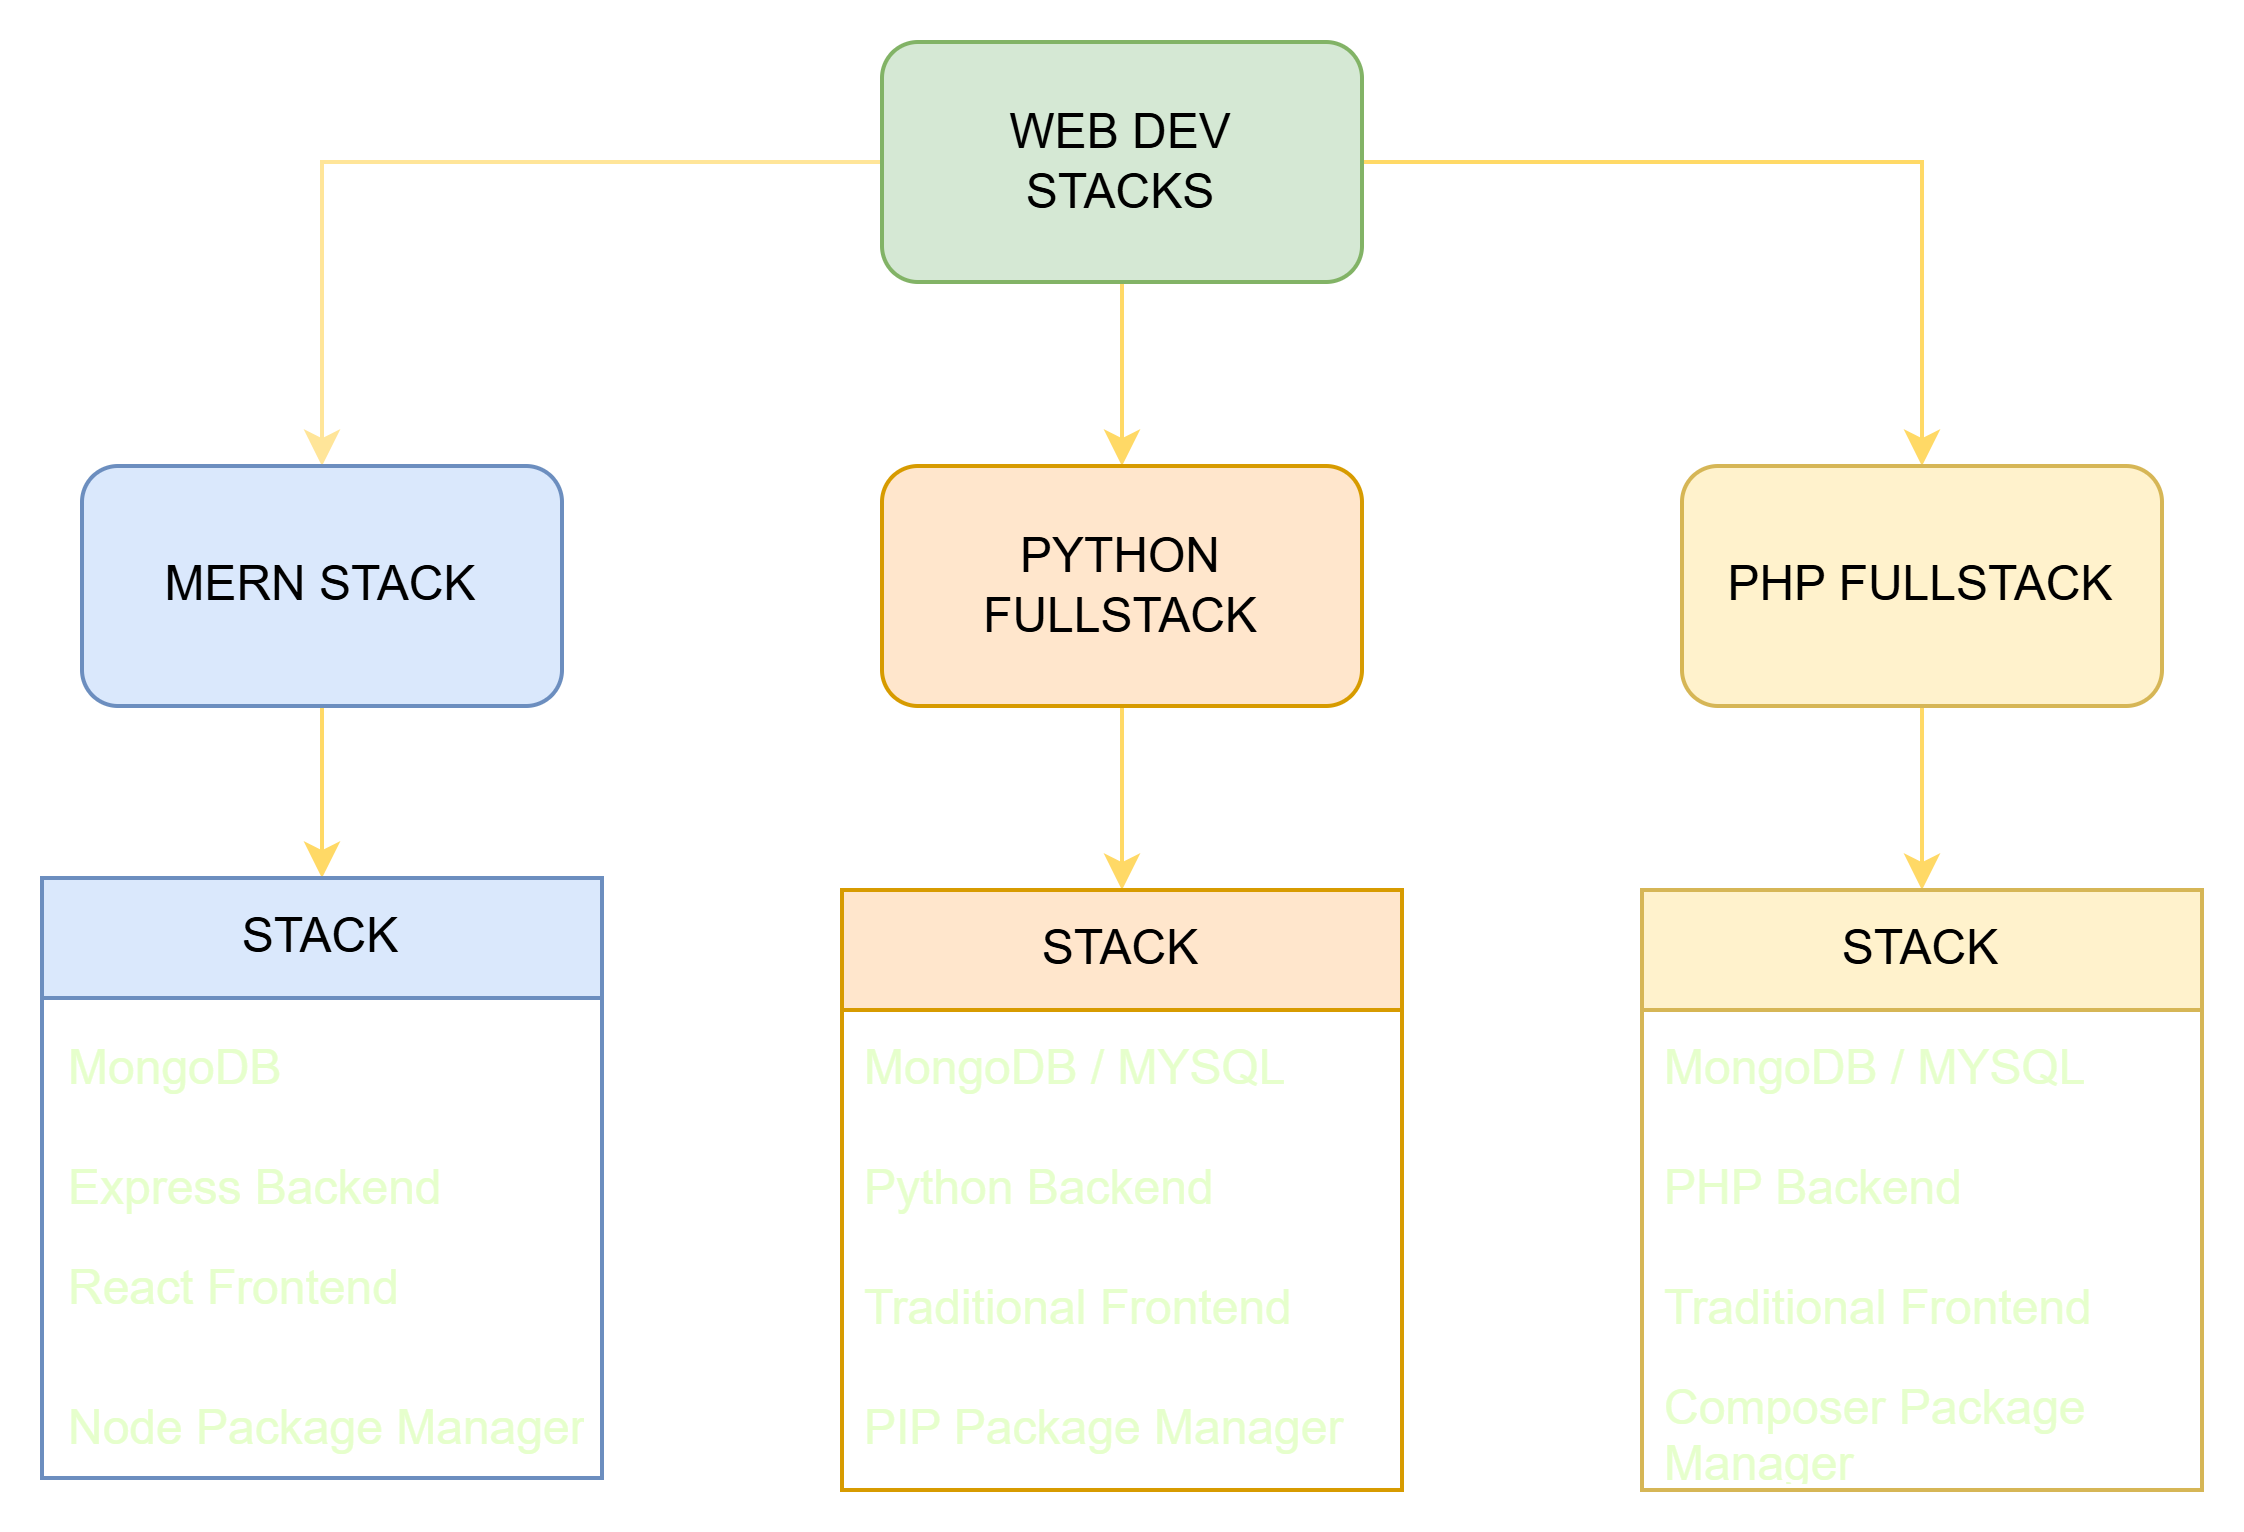 WEB DEV
STACKS
MERN STACK
PYTHON
FULLSTACK
PHP FULLSTACK
STACK
MongoDB
Express Backend
React Frontend
Node Package Manager
STACK
MongoDB / MYSQL
Python Backend
Traditional Frontend
PIP Package Manager
STACK
MongoDB / MYSQL
PHP Backend
Traditional Frontend
Composer Package
Manager